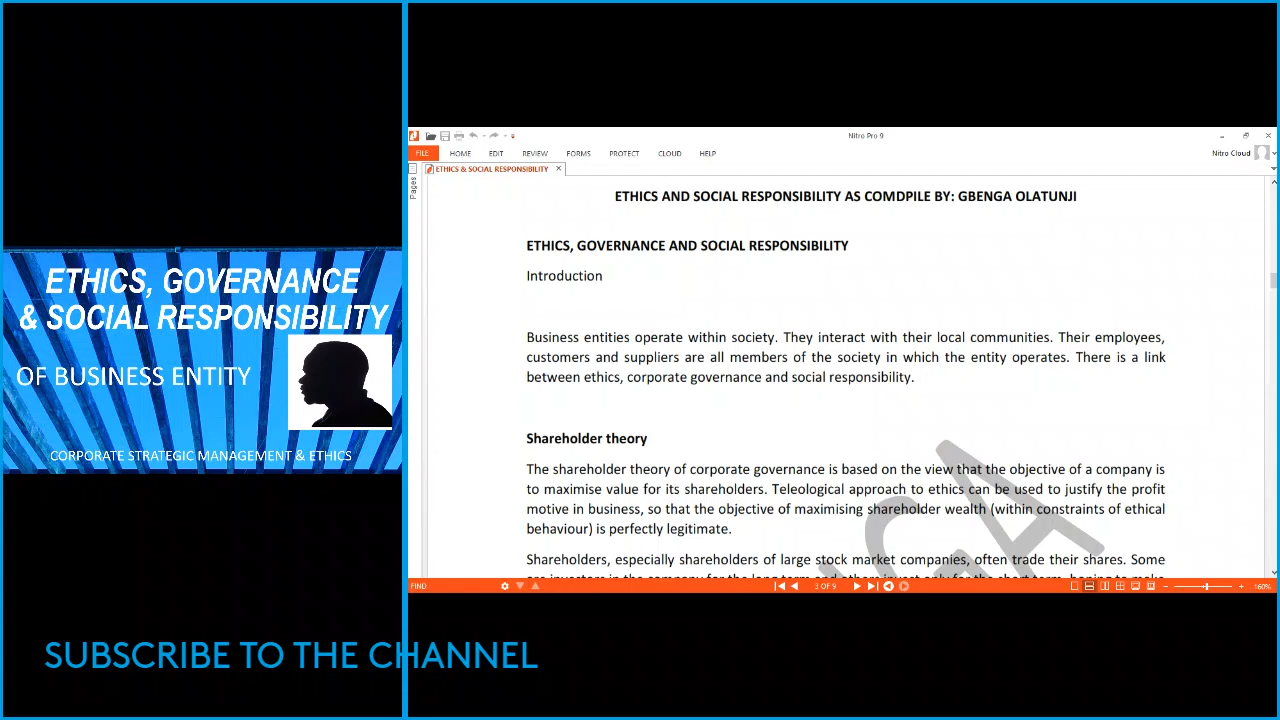 ETHICS, GOVERNANCE
& SOCIAL RESPONSIBILITY
OF BUSINESS ENTITY
CORPORATE STRATEGIC MANAGEMENT & ETHICS
SUBSCRIBE TO THE CHANNEL
Nitro Pro 9
FILE HOME EDIT REVIEW FORMS PROTECT CLOUD HELP
Nitro Cloud
ETHICS & SOCIAL RESPONSIBILITY
Pages
ETHICS AND SOCIAL RESPONSIBILITY AS COMDPILE BY: GBENGA OLATUNJI
ETHICS, GOVERNANCE AND SOCIAL RESPONSIBILITY
Introduction
Business entities operate within society. They interact with their local communities. Their employees,
customers and suppliers are all members of the society in which the entity operates. There is a link
between ethics, corporate governance and social responsibility.
Shareholder theory
The shareholder theory of corporate governance is based on the view that the objective of a company is
to maximise value for its shareholders. Teleological approach to ethics can be used to justify the profit
motive in business, so that the objective of maximising shareholder wealth (within constraints of ethical
behaviour) is perfectly legitimate.
Shareholders, especially shareholders of large stock market companies, often trade their shares. Some
GA
FIND
3 OF 9
160%